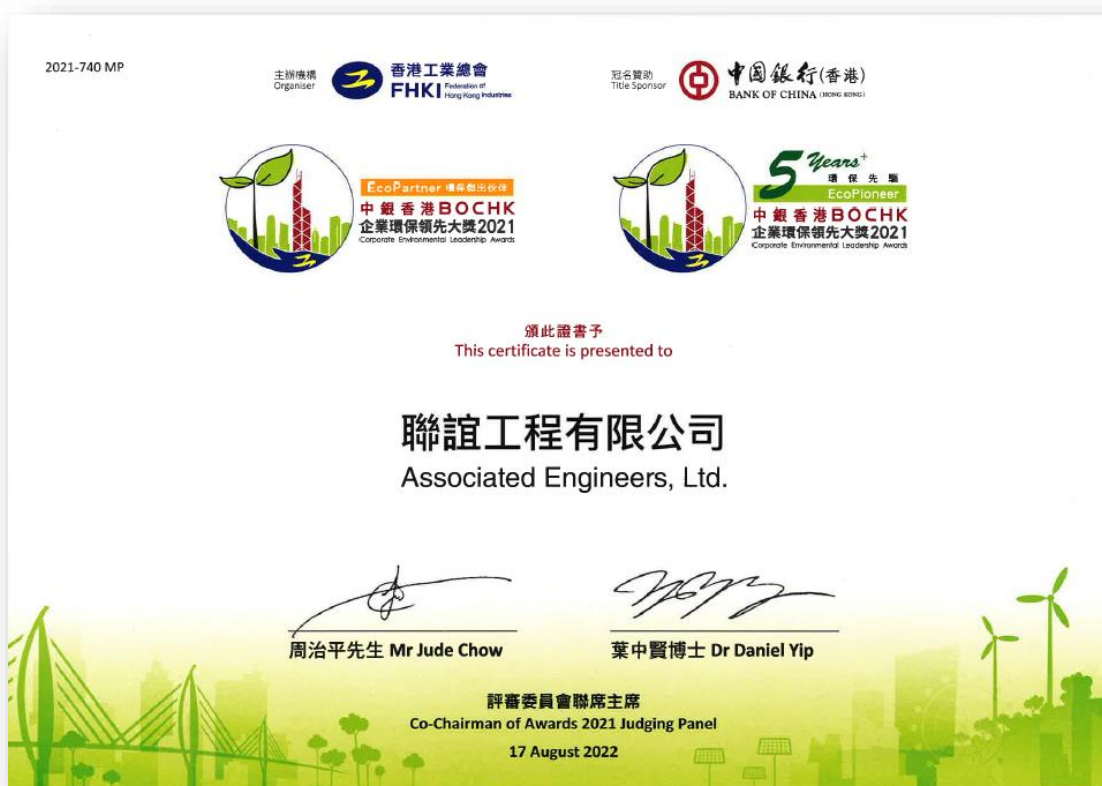 2021-740 MP
主辦機構
Organiser
香港工業總會
FHKI Federation of
Hong Kong Industries
冠名贊助
Title Sponsor
中國銀行(香港)
BANK OF CHINA (HONG KONG)
EcoPartner 環保傑出伙伴
中銀香港BOCHK
企業環保領先大獎2021
Corporate Environmental Leadership Awards
5 Years+
環保先驅
EcoPioneer
中銀香港BOCHK
企業環保領先大獎2021
Corporate Environmental Leadership Awards
頒此證書予
This certificate is presented to
聯誼工程有限公司
Associated Engineers, Ltd.
周治平先生 Mr Jude Chow
葉中賢博士 Dr Daniel Yip
評審委員會聯席主席
Co-Chairman of Awards 2021 Judging Panel
17 August 2022